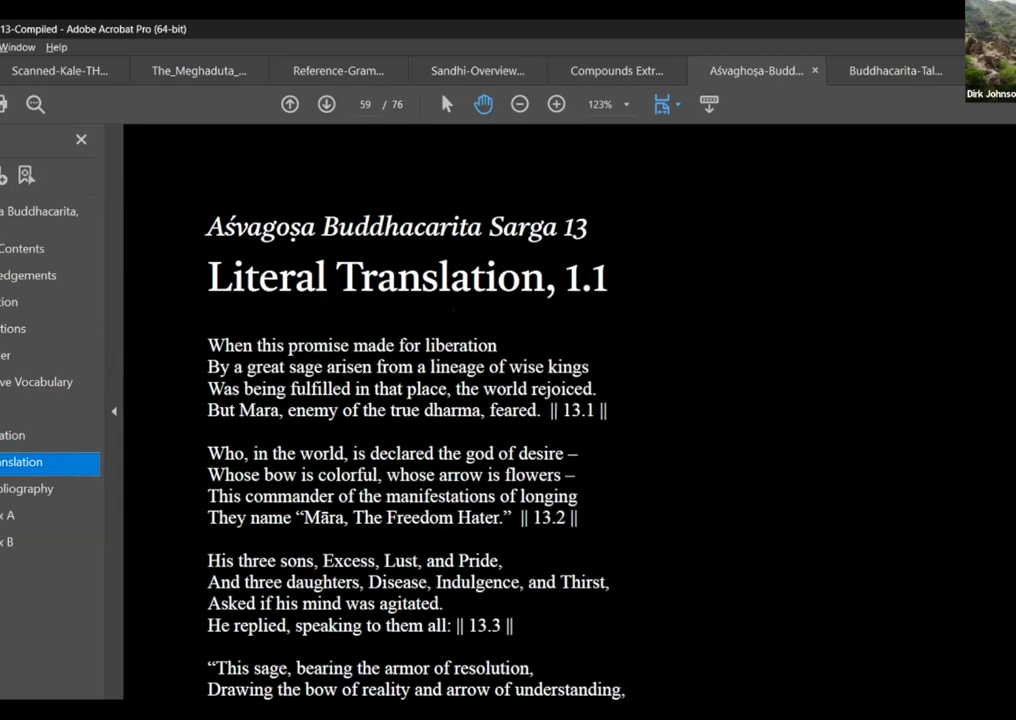 13-Compiled - Adobe Acrobat Pro (64-bit)
Window Help
Scanned-Kale-TH... The_Meghaduta_... Reference-Gram... Sandhi-Overview... Compounds Extr... Aśvaghoṣa-Budd... × Buddhacarita-Tal...
59 / 76 123%
Dirk Johnso
a Buddhacarita,
Contents
edgements
tion
itions
er
ve Vocabulary
ation
anslation
bliography
x A
x B
Aśvagoṣa Buddhacarita Sarga 13
Literal Translation, 1.1
When this promise made for liberation
By a great sage arisen from a lineage of wise kings
Was being fulfilled in that place, the world rejoiced.
But Mara, enemy of the true dharma, feared. || 13.1 ||
Who, in the world, is declared the god of desire –
Whose bow is colorful, whose arrow is flowers –
This commander of the manifestations of longing
They name “Māra, The Freedom Hater.” || 13.2 ||
His three sons, Excess, Lust, and Pride,
And three daughters, Disease, Indulgence, and Thirst,
Asked if his mind was agitated.
He replied, speaking to them all: || 13.3 ||
“This sage, bearing the armor of resolution,
Drawing the bow of reality and arrow of understanding,